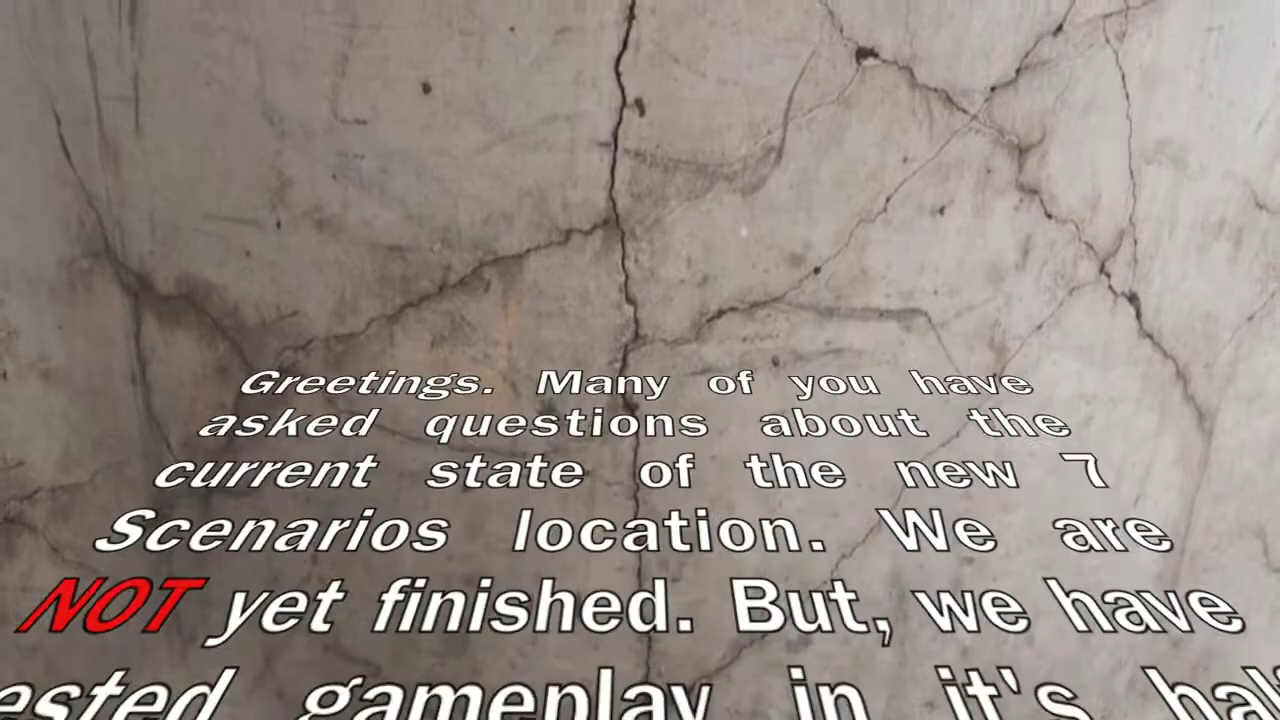 Greetings. Many of you have
asked questions about the
current state of the new 7
Scenarios location. We are
NOT yet finished. But, we have
gameplay in it's